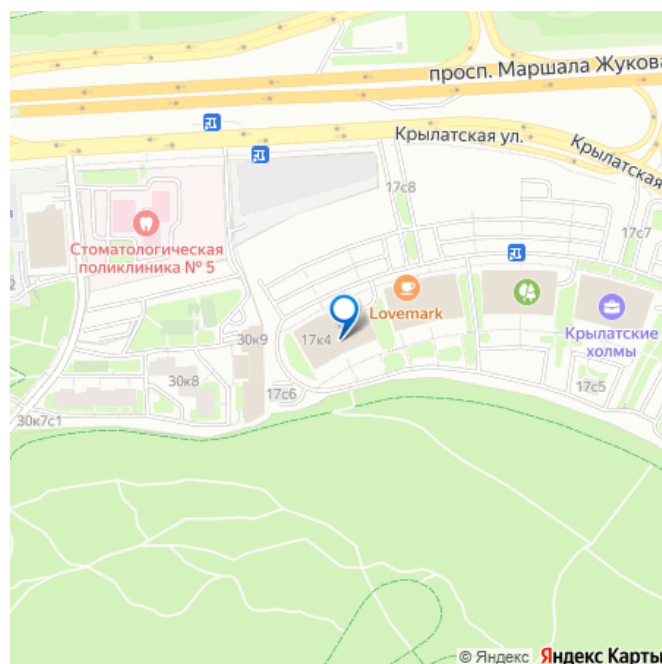 просп. Маршала Жукова
Крылатская ул.
Крылатская
17с8
17с7
Стоматологическая
поликлиника № 5
в
2
Lovemark
Крылатские
холмы
17к4
30к9
30к8
17с6
17с5
30к7с1
© Яндекс Яндекс Карты